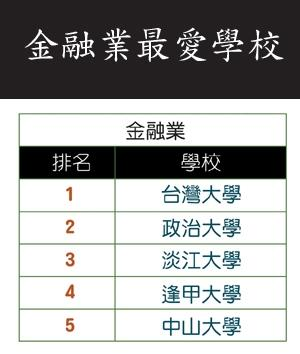 金融業最愛學校
金融業
排名 學校
1 台灣大學
2 政治大學
3 淡江大學
4 逢甲大學
5 中山大學